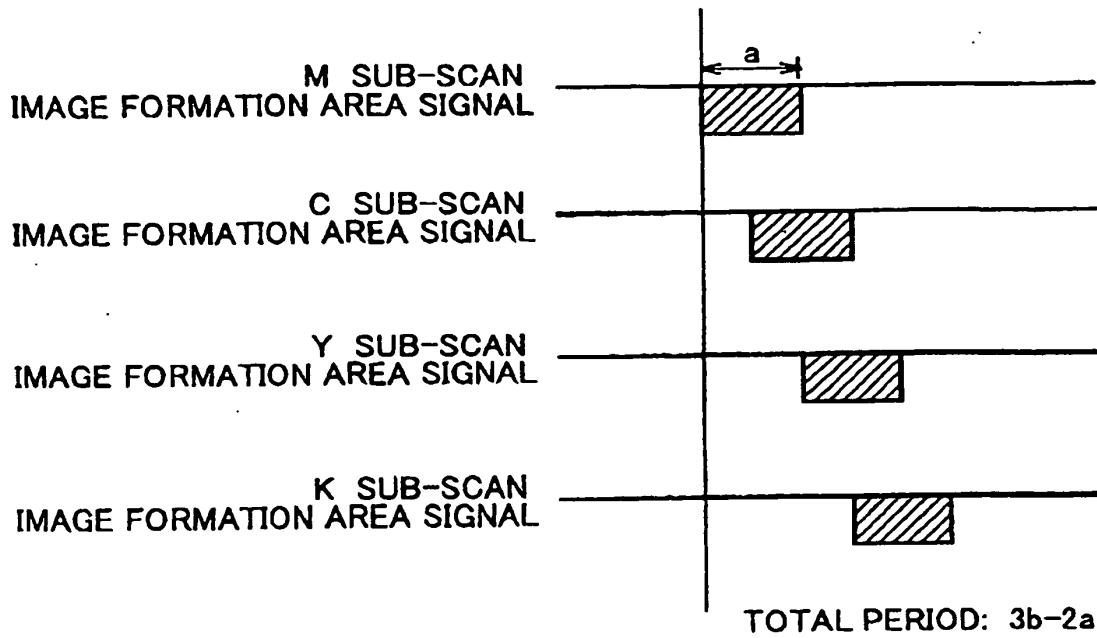 a
M SUB-SCAN
IMAGE FORMATION AREA SIGNAL
C SUB-SCAN
IMAGE FORMATION AREA SIGNAL
Y SUB-SCAN
IMAGE FORMATION AREA SIGNAL
K SUB-SCAN
IMAGE FORMATION AREA SIGNAL
TOTAL PERIOD: 3b-2a